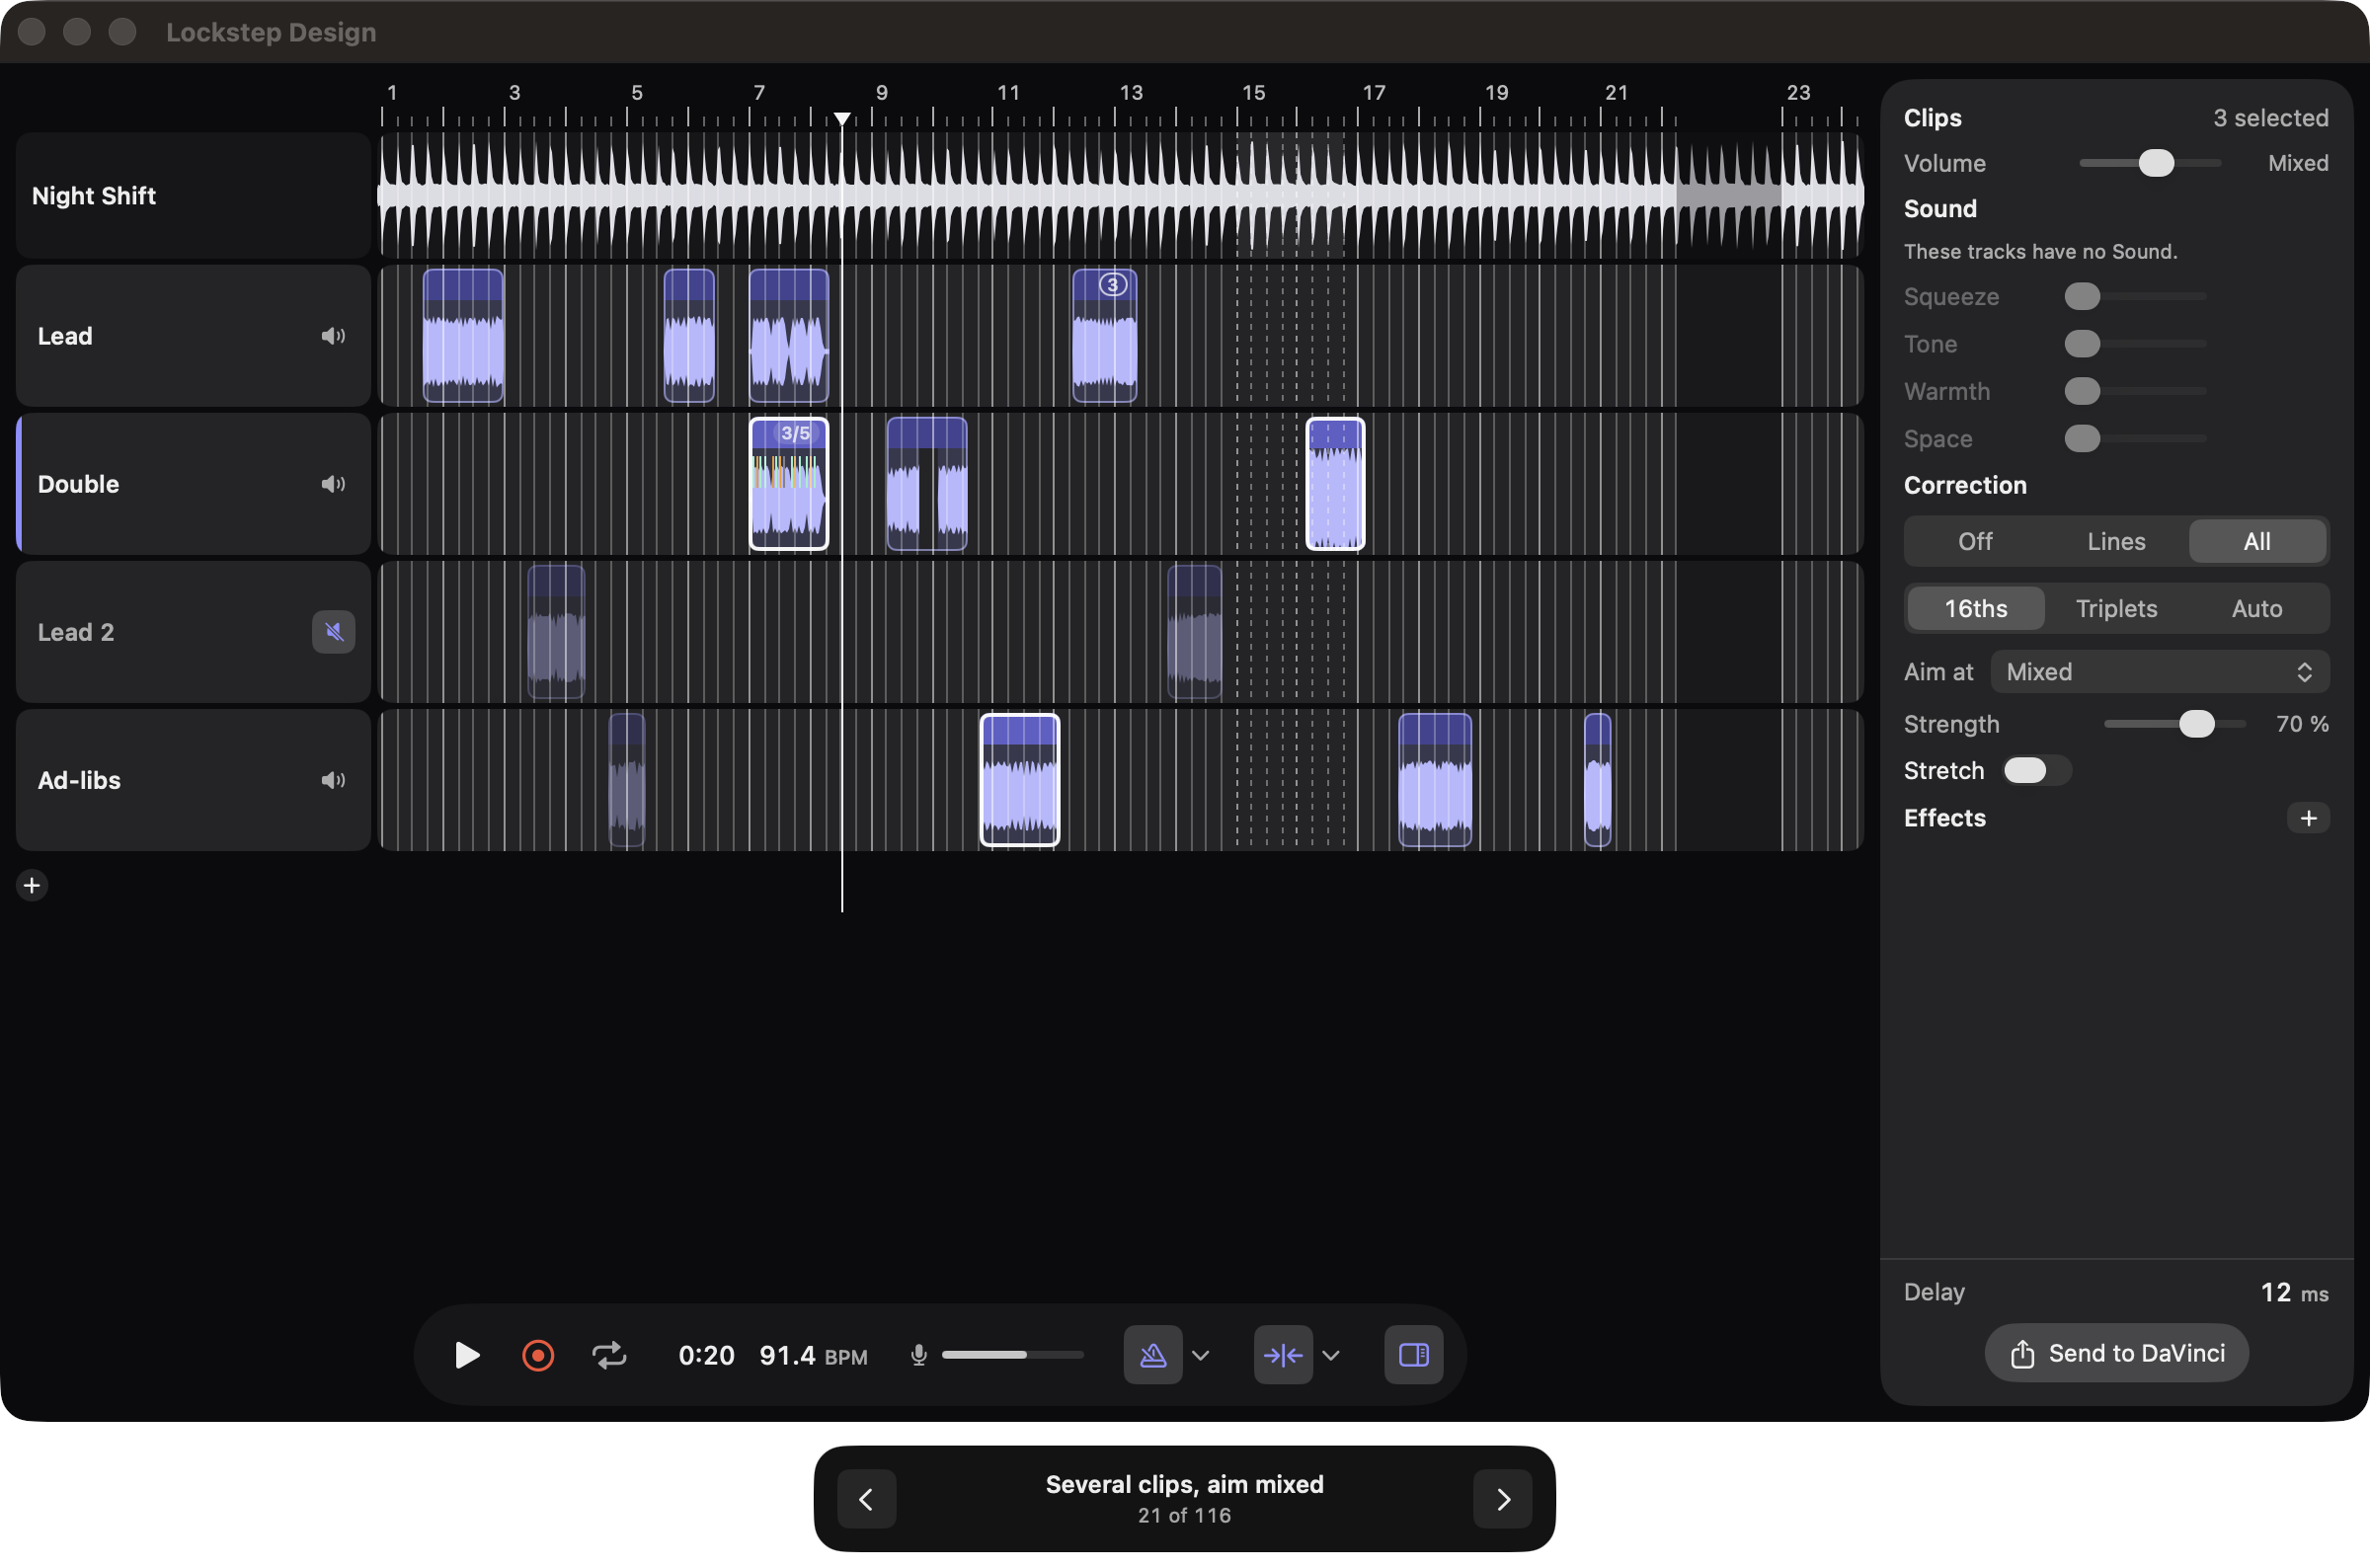 Lockstep Design
1 3 5 7 9 11 13 15 17 19 21 23
Night Shift
Lead
3
Double
3/5
Lead 2
Ad-libs
Clips 3 selected
Volume Mixed
Sound
These tracks have no Sound.
Squeeze
Tone
Warmth
Space
Correction
Off Lines All
16ths Triplets Auto
Aim at Mixed
Strength 70 %
Stretch
Effects
Delay 12 ms
Send to DaVinci
0:20 91.4 BPM
Several clips, aim mixed
21 of 116